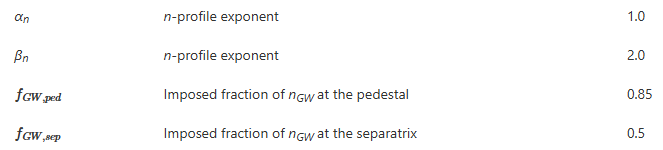 αn n-profile exponent 1.0
βn n-profile exponent 2.0
fGW,ped Imposed fraction of nGW at the pedestal 0.85
fGW,sep Imposed fraction of nGW at the separatrix 0.5